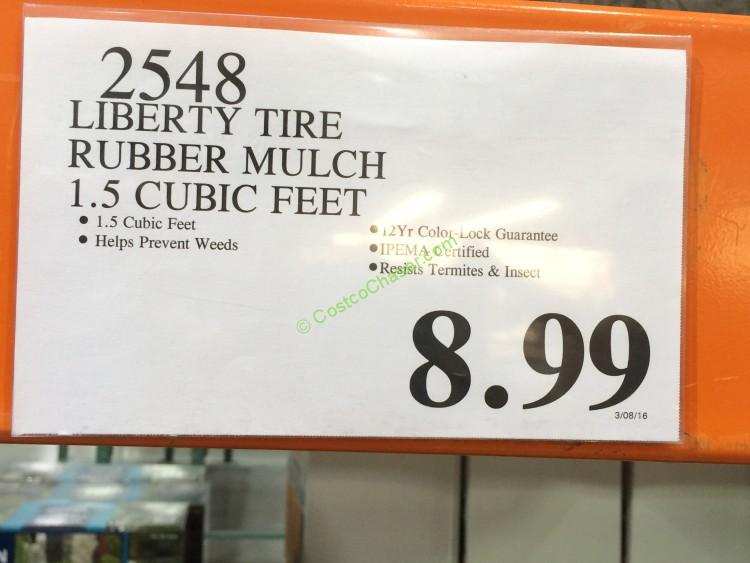 2548
LIBERTY TIRE
RUBBER MULCH
1.5 CUBIC FEET
• 1.5 Cubic Feet
• Helps Prevent Weeds
• 12Yr Color-Lock Guarantee
• IPEMA Certified
• Resists Termites & Insect
© CostcoChaser.com
8.99
3/08/16